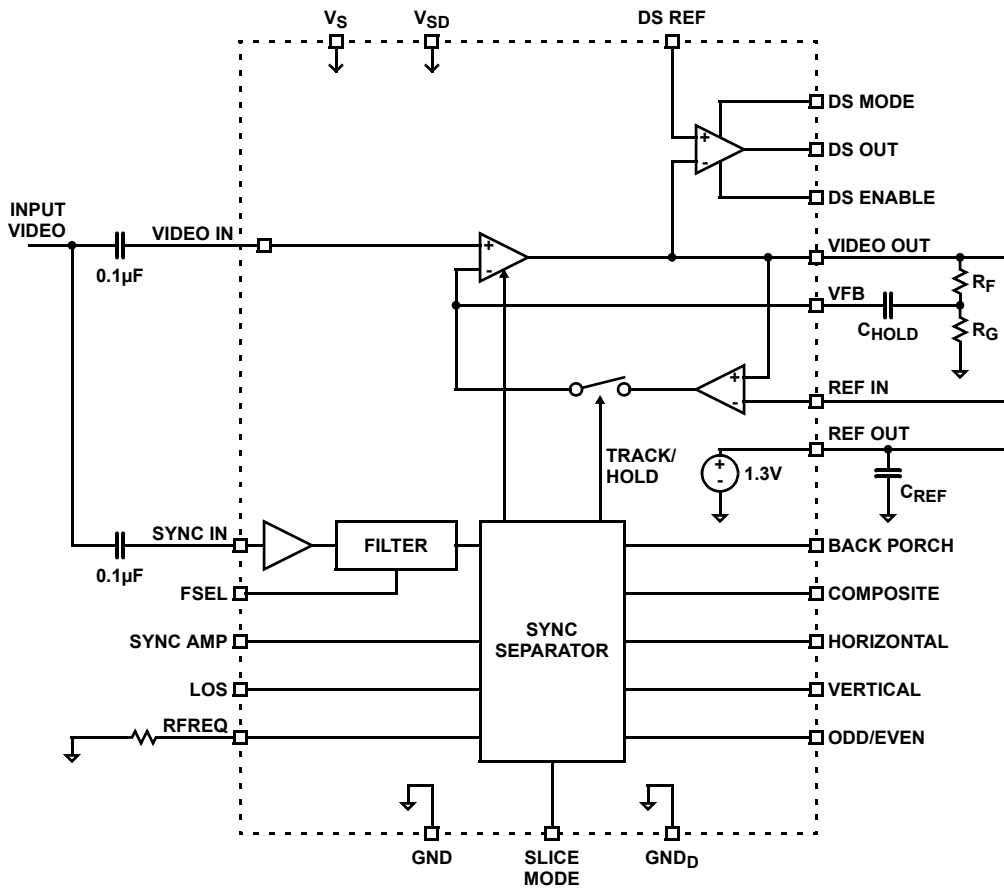 VS
VSD
DS REF
DS MODE
DS OUT
DS ENABLE
+
-
INPUT
VIDEO
VIDEO IN
0.1µF
+
-
VIDEO OUT
RF
VFB
CHOLD
RG
+
-
REF IN
REF OUT
TRACK/
HOLD
+
-
1.3V
CREF
SYNC IN
0.1µF
FILTER
FSEL
SYNC AMP
LOS
RFREQ
SYNC
SEPARATOR
BACK PORCH
COMPOSITE
HORIZONTAL
VERTICAL
ODD/EVEN
GND
SLICE
MODE
GNDD